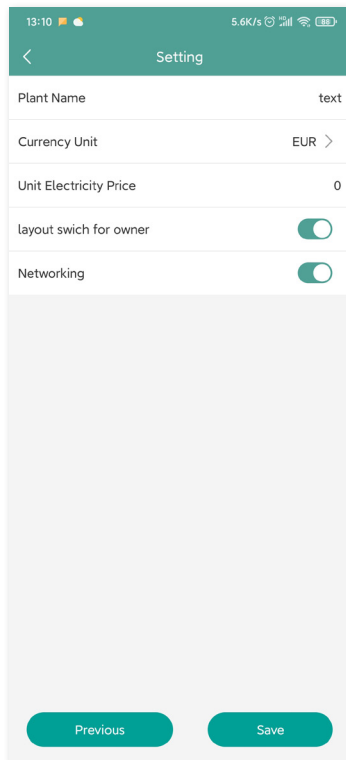 13:10 5.6K/s 88
Setting
Plant Name text
Currency Unit EUR
Unit Electricity Price 0
layout swich for owner
Networking
Previous Save